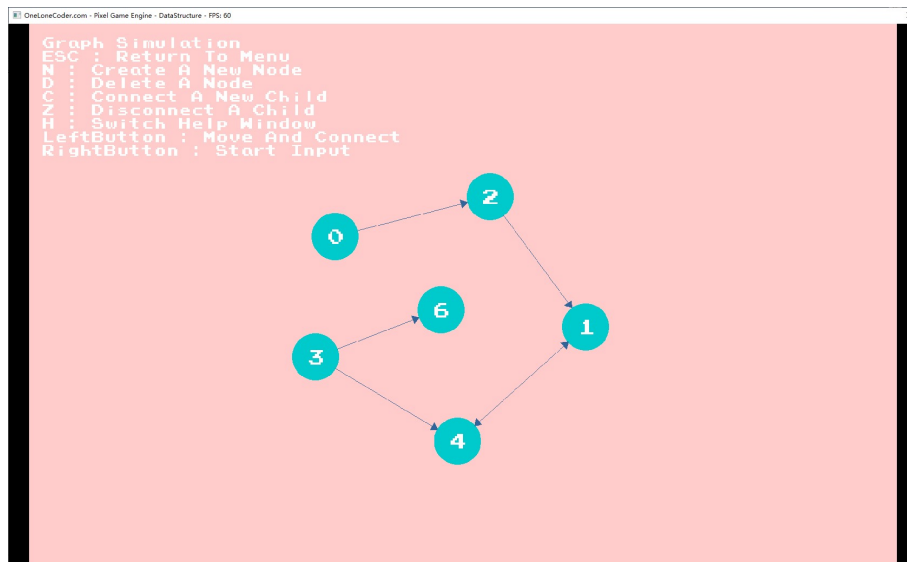 OneLoneCoder.com - Pixel Game Engine - DataStructure - FPS: 60
Graph Simulation
ESC : Return To Menu
N : Create A New Node
D : Delete A Node
C : Connect A New Child
Z : Disconnect A Child
H : Switch Help Window
LeftButton : Move And Connect
RightButton : Start Input
2
0
6
1
3
4